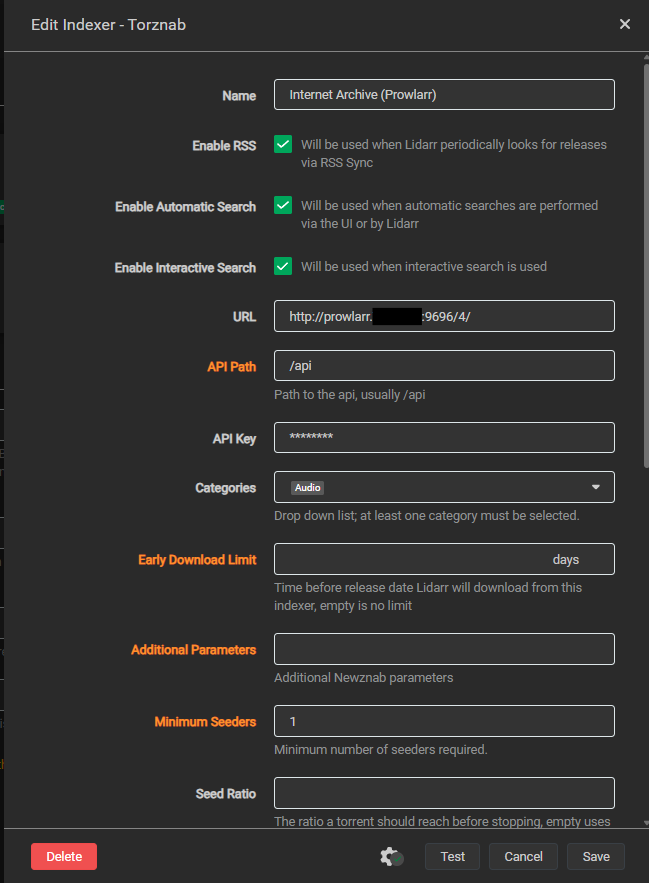 Edit Indexer - Torznab
Name
Internet Archive (Prowlarr)
Enable RSS
Will be used when Lidarr periodically looks for releases
via RSS Sync
Enable Automatic Search
Will be used when automatic searches are performed
via the UI or by Lidarr
Enable Interactive Search
Will be used when interactive search is used
URL
http://prowlarr. :9696/4/
API Path
/api
Path to the api, usually /api
API Key
********
Categories
Audio
Drop down list; at least one category must be selected.
Early Download Limit
days
Time before release date Lidarr will download from this
indexer, empty is no limit
Additional Parameters
Additional Newznab parameters
Minimum Seeders
1
Minimum number of seeders required.
Seed Ratio
The ratio a torrent should reach before stopping, empty uses
Delete
Test
Cancel
Save